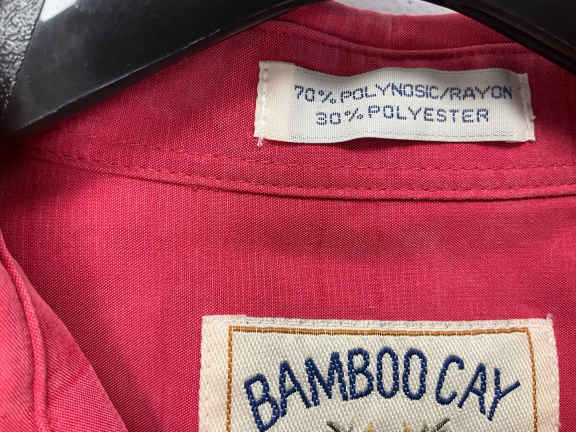 70% POLYNOSIC/RAYON
30% POLYESTER
BAMBOO CAY